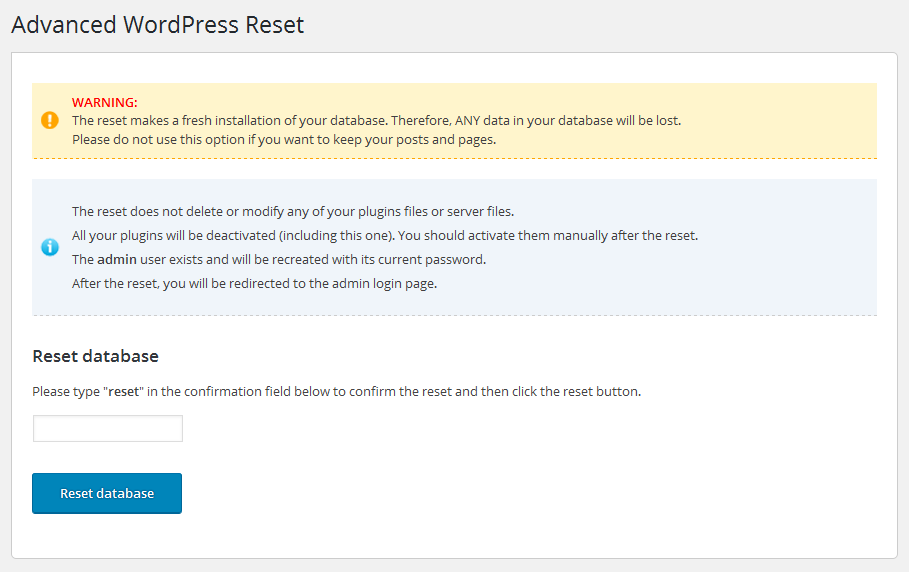 Advanced WordPress Reset
WARNING:
The reset makes a fresh installation of your database. Therefore, ANY data in your database will be lost.
Please do not use this option if you want to keep your posts and pages.
The reset does not delete or modify any of your plugins files or server files.
All your plugins will be deactivated (including this one). You should activate them manually after the reset.
The admin user exists and will be recreated with its current password.
After the reset, you will be redirected to the admin login page.
Reset database
Please type "reset" in the confirmation field below to confirm the reset and then click the reset button.
Reset database